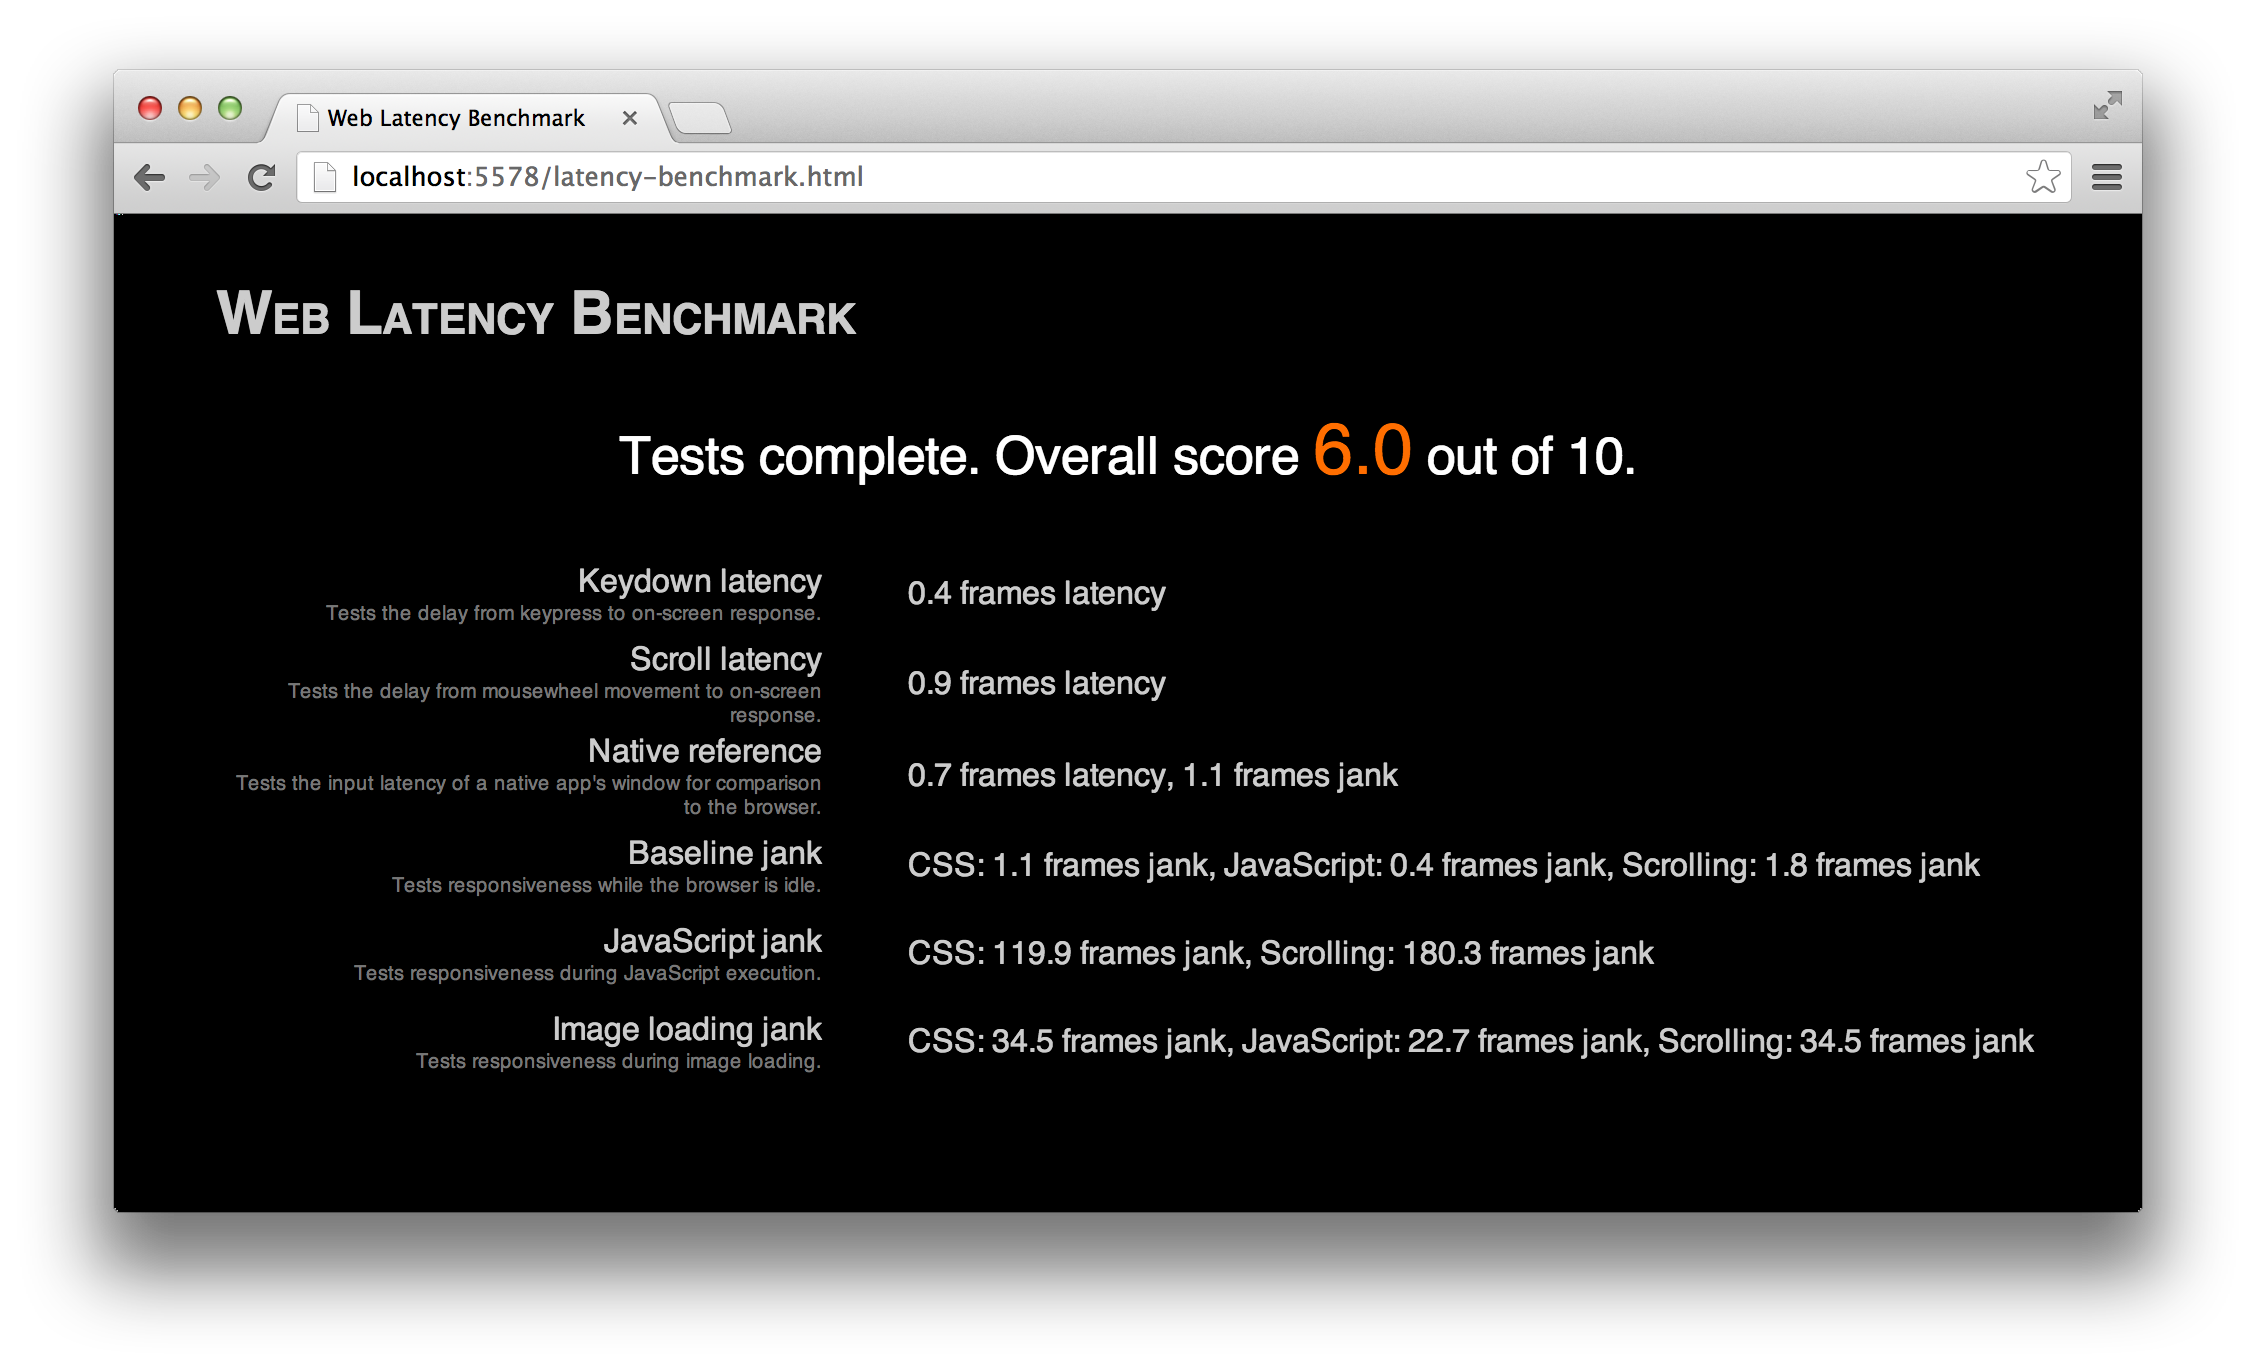 Web Latency Benchmark
localhost:5578/latency-benchmark.html
WEB LATENCY BENCHMARK
Tests complete. Overall score 6.0 out of 10.
Keydown latency
Tests the delay from keypress to on-screen response.
0.4 frames latency
Scroll latency
Tests the delay from mousewheel movement to on-screen
response.
0.9 frames latency
Native reference
Tests the input latency of a native app's window for comparison
to the browser.
0.7 frames latency, 1.1 frames jank
Baseline jank
Tests responsiveness while the browser is idle.
CSS: 1.1 frames jank, JavaScript: 0.4 frames jank, Scrolling: 1.8 frames jank
JavaScript jank
Tests responsiveness during JavaScript execution.
CSS: 119.9 frames jank, Scrolling: 180.3 frames jank
Image loading jank
Tests responsiveness during image loading.
CSS: 34.5 frames jank, JavaScript: 22.7 frames jank, Scrolling: 34.5 frames jank